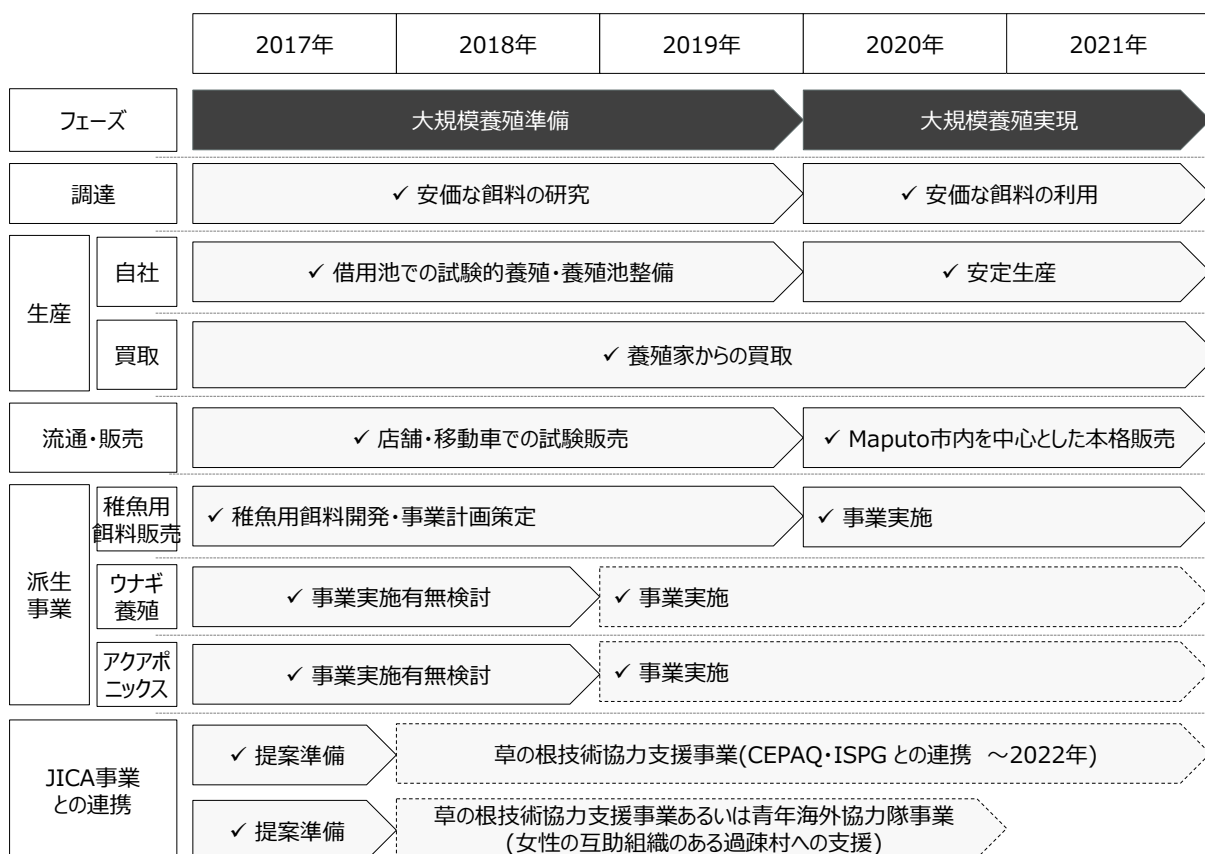 2017年 2018年 2019年 2020年 2021年
フェーズ 大規模養殖準備 大規模養殖実現
調達 ✓ 安価な餌料の研究 ✓ 安価な餌料の利用
生産
自社 ✓ 借用池での試験的養殖・養殖池整備 ✓ 安定生産
買取 ✓ 養殖家からの買取
流通・販売 ✓ 店舗・移動車での試験販売 ✓ Maputo市内を中心とした本格販売
派生
事業
稚魚用
餌料販売
✓ 稚魚用餌料開発・事業計画策定 ✓ 事業実施
ウナギ
養殖
✓ 事業実施有無検討 ✓ 事業実施
アクアポ
ニックス
✓ 事業実施有無検討 ✓ 事業実施
JICA事業
との連携
✓ 提案準備 草の根技術協力支援事業(CEPAQ・ISPG との連携 ～2022年)
✓ 提案準備 草の根技術協力支援事業あるいは青年海外協力隊事業
(女性の互助組織のある過疎村への支援)